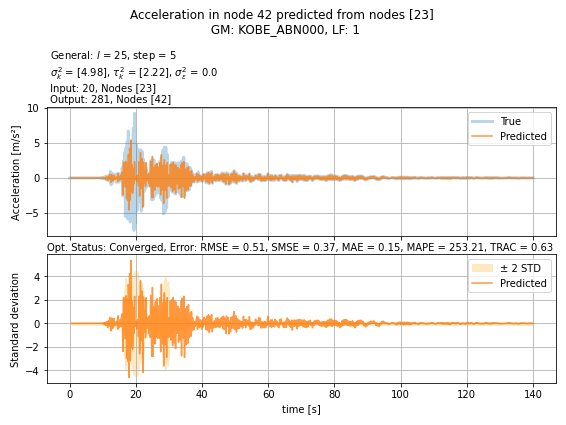 Acceleration in node 42 predicted from nodes [23]
GM: KOBE_ABN000, LF: 1
General: l = 25, step = 5
σ²ₖ = [4.98], τ²ₖ = [2.22], σ²ε = 0.0
Input: 20, Nodes [23]
Output: 281, Nodes [42]
Acceleration [m/s²]
10
5
0
−5
True
Predicted
Opt. Status: Converged, Error: RMSE = 0.51, SMSE = 0.37, MAE = 0.15, MAPE = 253.21, TRAC = 0.63
Standard deviation
4
2
0
−2
−4
± 2 STD
Predicted
0 20 40 60 80 100 120 140
time [s]